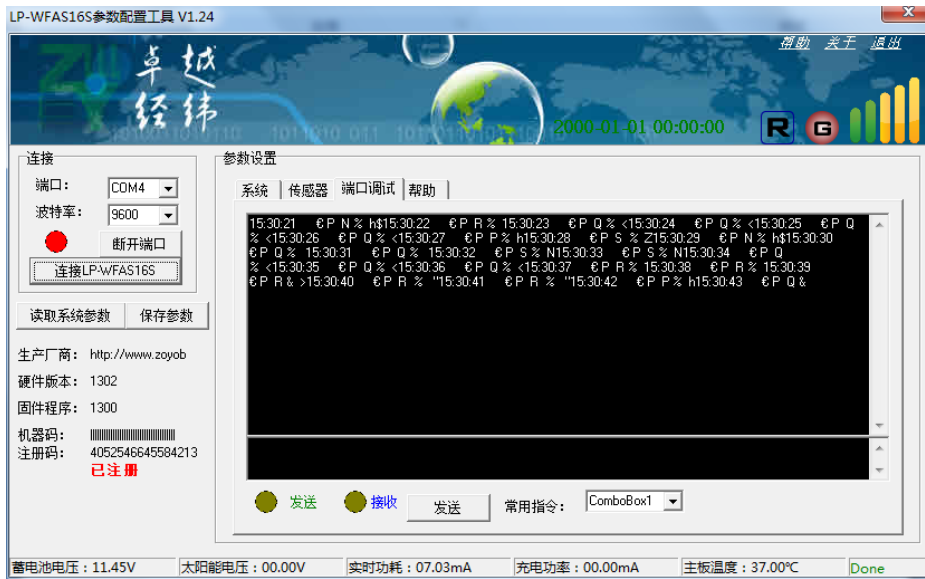 LP-WFAS16S参数配置工具 V1.24
帮助 关于 退出
卓越
经纬
2000-01-01 00:00:00
R G
连接
端口： COM4
波特率： 9600
断开端口
连接LP-WFAS16S
读取系统参数 保存参数
生产厂商： http://www.zoyob
硬件版本： 1302
固件程序： 1300
机器码：
注册码： 4052546645584213
已注册
参数设置
系统 传感器 端口调试 帮助
15:30:21 €P N % h$15:30:22 €P R % 15:30:23 €P Q % <15:30:24 €P Q % <15:30:25 €P Q
% <15:30:26 €P Q % <15:30:27 €P P % h15:30:28 €P S % Z15:30:29 €P N % h$15:30:30
€P Q % 15:30:31 €P Q % 15:30:32 €P S % N15:30:33 €P S % N15:30:34 €P Q
% <15:30:35 €P Q % <15:30:36 €P Q % <15:30:37 €P R % 15:30:38 €P R % 15:30:39
€P R & >15:30:40 €P R % "15:30:41 €P R % "15:30:42 €P P % h15:30:43 €P Q &
发送 接收 发送 常用指令： ComboBox1
蓄电池电压：11.45V 太阳能电压：00.00V 实时功耗：07.03mA 充电功率：00.00mA 主板温度：37.00℃ Done